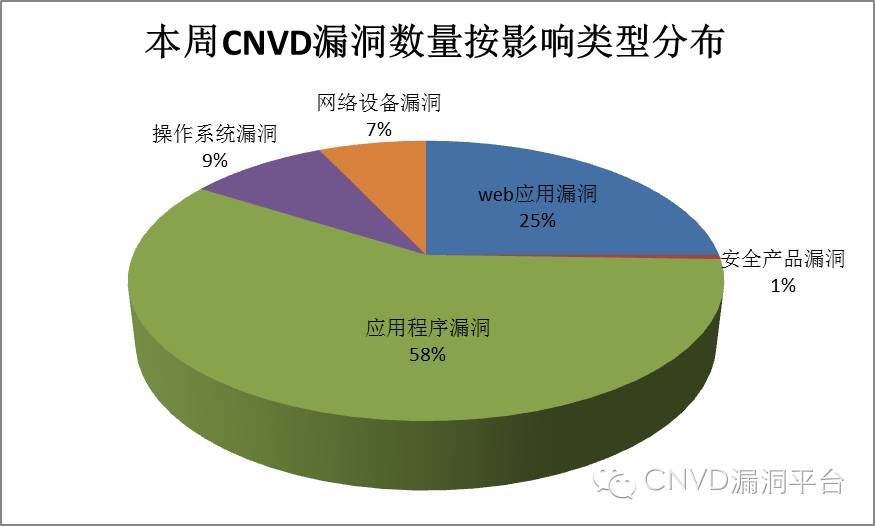 本周CNVD漏洞数量按影响类型分布
网络设备漏洞
7%
操作系统漏洞
9%
web应用漏洞
25%
安全产品漏洞
1%
应用程序漏洞
58%
CNVD漏洞平台